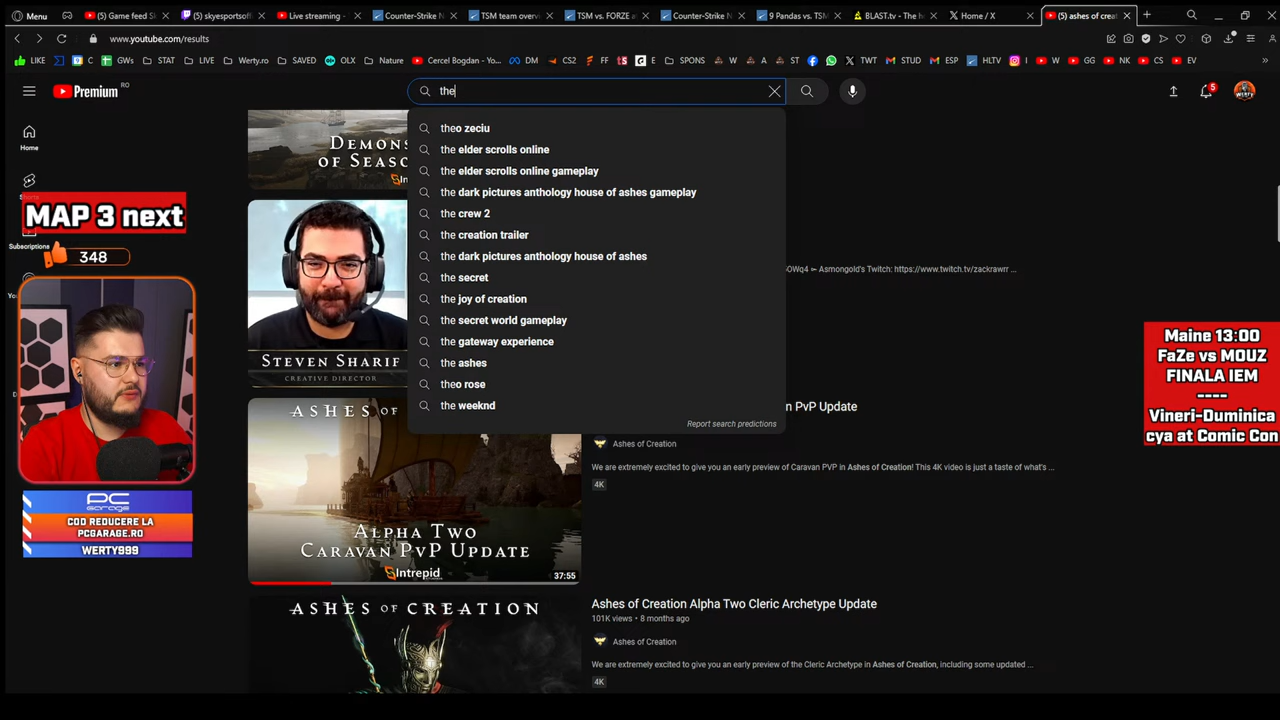 Menu
(5) Game feed S
(5) skyesportsoff
Live streaming -
Counter-Strike N
TSM team overv
TSM vs. FORZE a
Counter-Strike N
9 Pandas vs. TSM
BLAST.tv - The h
Home / X
(5) ashes of crea
www.youtube.com/results
LIKE
C
GWs
STAT
LIVE
Werty.ro
SAVED
OLX
Nature
Cercel Bogdan - Yo...
DM
CS2
FF
E
SPONS
W
A
ST
TWT
STUD
ESP
HLTV
W
GG
NK
CS
EV
Premium RO
the
5
theo zeciu
the elder scrolls online
the elder scrolls online gameplay
the dark pictures anthology house of ashes gameplay
the crew 2
the creation trailer
the dark pictures anthology house of ashes
the secret
the joy of creation
the secret world gameplay
the gateway experience
the ashes
theo rose
the weeknd
Report search predictions
Home
Subscriptions
MAP 3 next
348
PC GARAGE
COD REDUCERE LA
PCGARAGE.RO
WERTY999
DEMONS
OF SEASO
STEVEN SHARIF
CREATIVE DIRECTOR
0Wq4 ➳ Asmongold's Twitch: https://www.twitch.tv/zackrawrr ...
ASHES OF
ALPHA TWO
CARAVAN PVP UPDATE
Intrepid
37:55
n PvP Update
Ashes of Creation
We are extremely excited to give you an early preview of Caravan PVP in Ashes of Creation! This 4K video is just a taste of what's ...
4K
ASHES OF CREATION
Ashes of Creation Alpha Two Cleric Archetype Update
101K views • 8 months ago
Ashes of Creation
We are extremely excited to give you an early preview of the Cleric Archetype in Ashes of Creation, including some updated ...
4K
Maine 13:00
FaZe vs MOUZ
FINALA IEM
----
Vineri-Duminica
cya at Comic Con